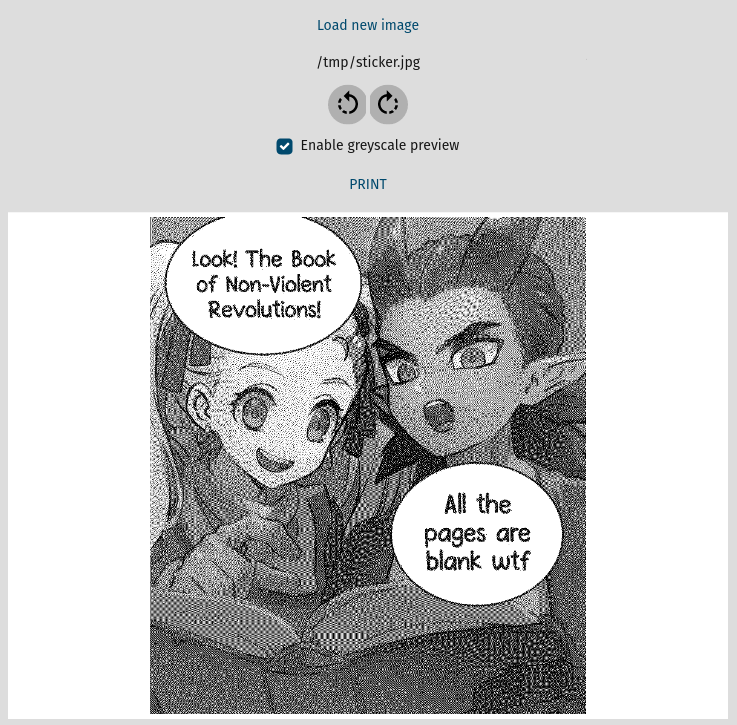 Load new image
/tmp/sticker.jpg
Enable greyscale preview
PRINT
Look! The Book
of Non-Violent
Revolutions!
All the
pages are
blank wtf